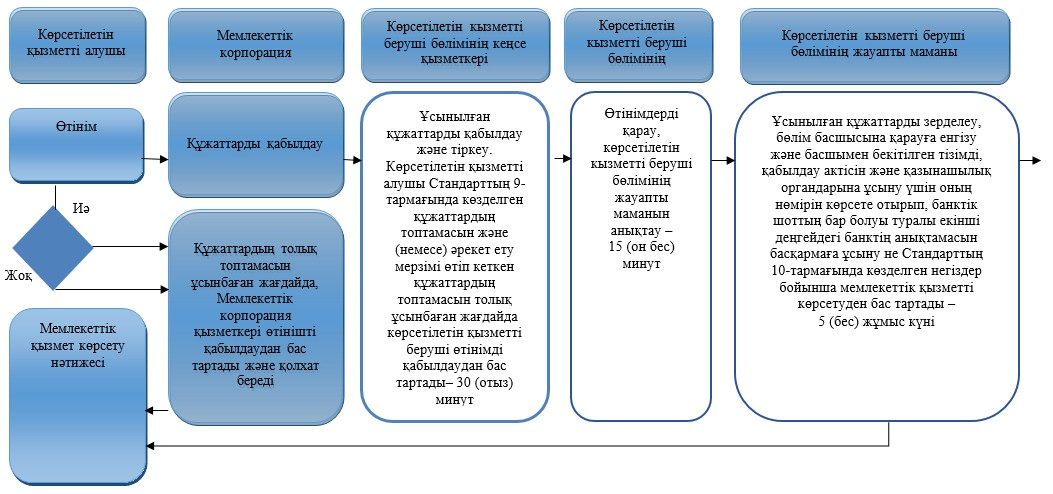 Көрсетілетін
қызметті алушы
Мемлекеттік
корпорация
Көрсетілетін қызметті
беруші бөлімінің кеңсе
қызметкері
Көрсетілетін
қызметті беруші
бөлімінің
Көрсетілетін қызметті беруші
бөлімінің жауапты маманы
Өтінім
Иә
Жоқ
Мемлекеттік
қызмет көрсету
нәтижесі
Құжаттарды қабылдау
Құжаттардың толық
топтамасын
ұсынбаған жағдайда,
Мемлекеттік
корпорация
қызметкері өтінішті
қабылдаудан бас
тартады және қолхат
береді
Ұсынылған
құжаттарды қабылдау
және тіркеу.
Көрсетілетін қызметті
алушы Стандарттың 9-
тармағында көзделген
құжаттардың
топтамасын және
(немесе) әрекет ету
мерзімі өтіп кеткен
құжаттардың
топтамасын толық
ұсынбаған жағдайда
көрсетілетін қызметті
беруші өтінімді
қабылдаудан бас
тартады– 30 (отыз)
минут
Өтінімдерді
қарау,
көрсетілетін
қызметті беруші
бөлімінің
жауапты
маманын
анықтау –
15 (он бес)
минут
Ұсынылған құжаттарды зерделеу,
бөлім басшысына қарауға енгізу
және басшымен бекітілген тізімді,
қабылдау актісін және қазынашылық
органдарына ұсыну үшін оның
нөмірін көрсете отырып, банктік
шоттың бар болуы туралы екінші
деңгейдегі банктің анықтамасын
басқармаға ұсыну не Стандарттың
10-тармағында көзделген негіздер
бойынша мемлекеттік қызметті
көрсетуден бас тартады –
5 (бес) жұмыс күні